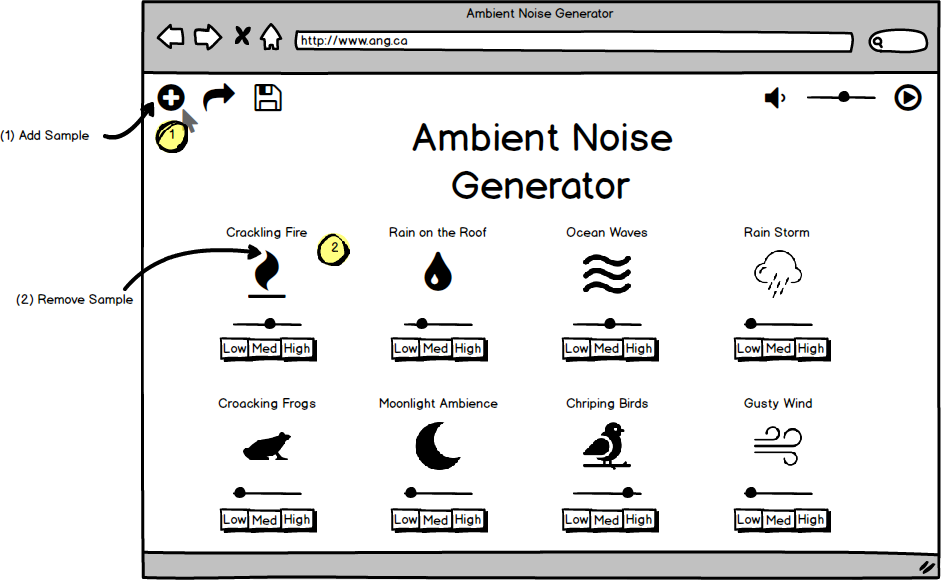 Ambient Noise Generator
http://www.ang.ca
(1) Add Sample
1
Ambient Noise
Generator
Crackling Fire
2
Rain on the Roof
Ocean Waves
Rain Storm
(2) Remove Sample
Low Med High
Low Med High
Low Med High
Low Med High
Croacking Frogs
Moonlight Ambience
Chriping Birds
Gusty Wind
Low Med High
Low Med High
Low Med High
Low Med High